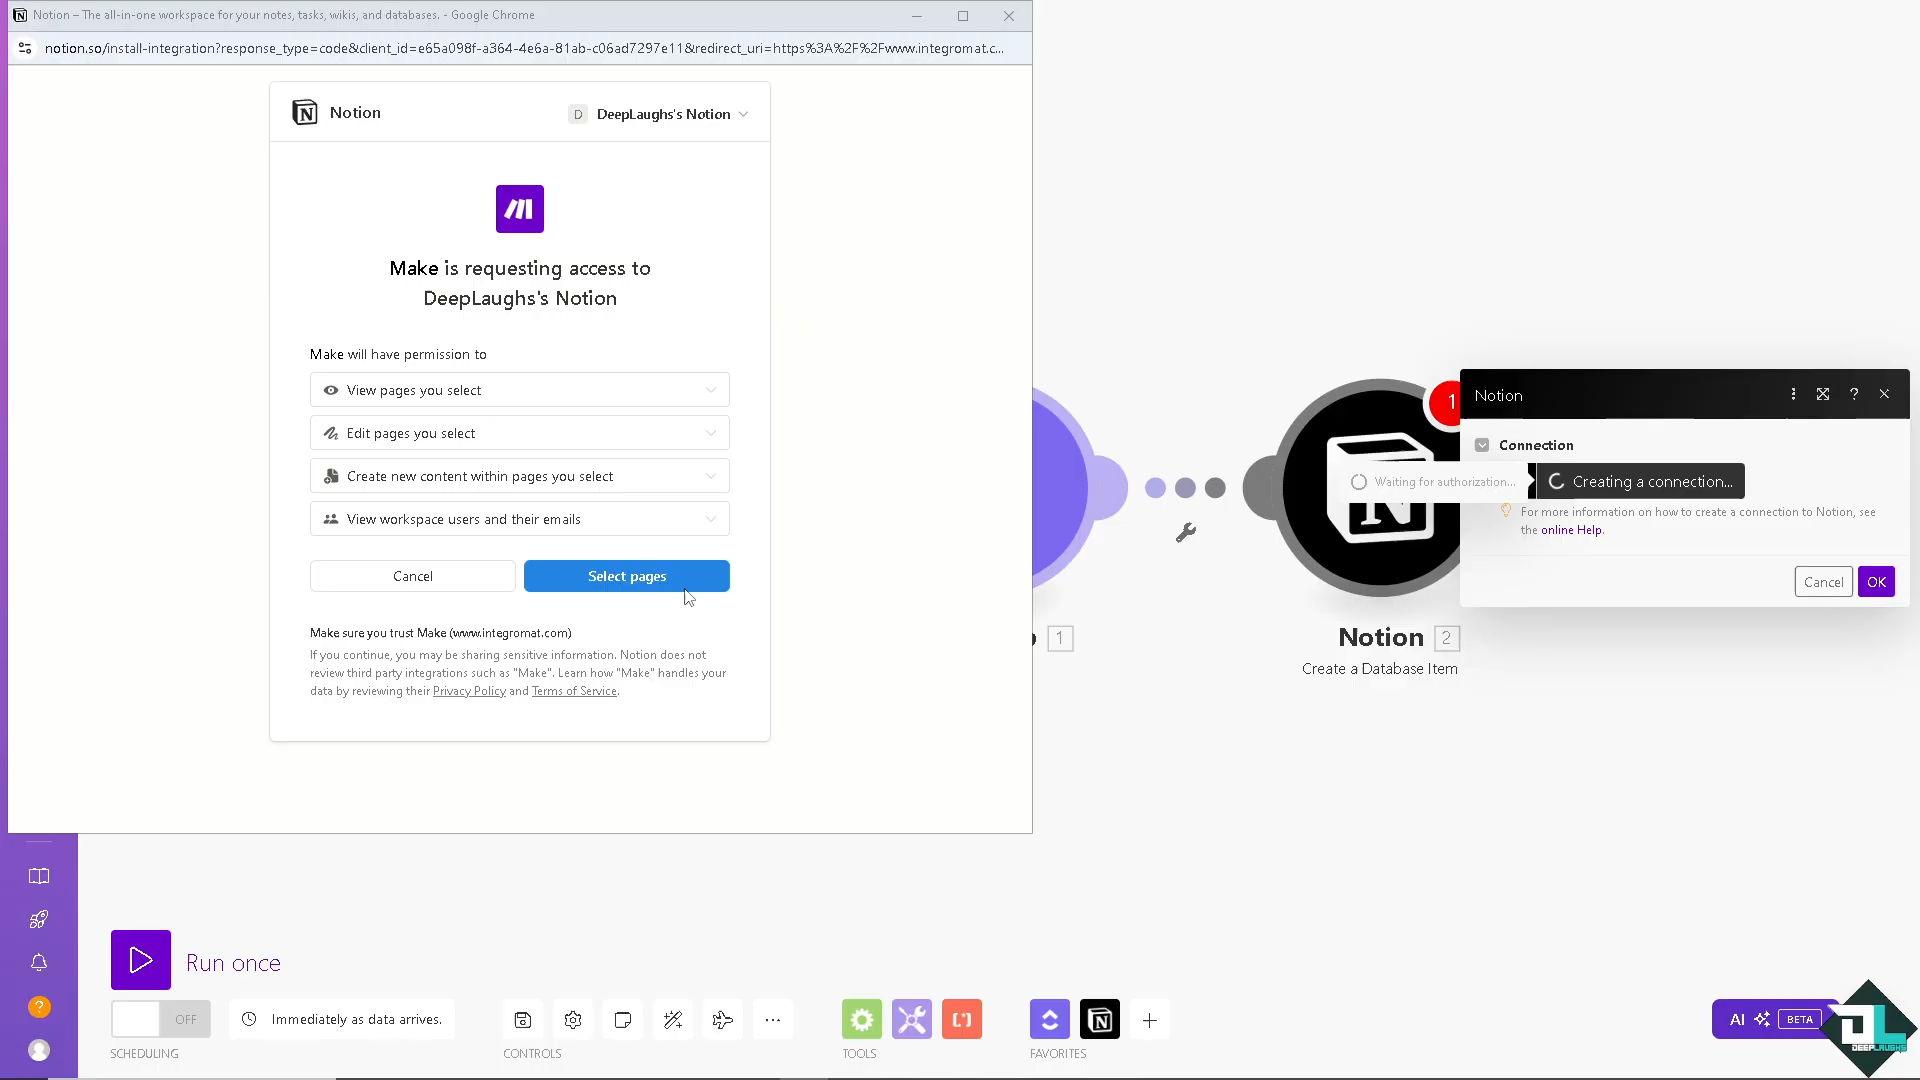 Notion – The all-in-one workspace for your notes, tasks, wikis, and databases. - Google Chrome
notion.so/install-integration?response_type=code&client_id=e65a098f-a364-4e6a-81ab-c06ad7297e11&redirect_uri=https%3A%2F%2Fwww.integromat.c...
Notion
D DeepLaughs's Notion
Make is requesting access to
DeepLaughs's Notion
Make will have permission to
View pages you select
Edit pages you select
Create new content within pages you select
View workspace users and their emails
Cancel
Select pages
Make sure you trust Make (www.integromat.com)
If you continue, you may be sharing sensitive information. Notion does not
review third party integrations such as "Make". Learn how "Make" handles your
data by reviewing their Privacy Policy and Terms of Service.
1
Notion
Connection
Waiting for authorization...
Creating a connection...
For more information on how to create a connection to Notion, see
the online Help.
Cancel
OK
1
Notion 2
Create a Database Item
Run once
OFF
Immediately as data arrives.
SCHEDULING
CONTROLS
TOOLS
FAVORITES
AI BETA
DL
DEEPLAUGHS